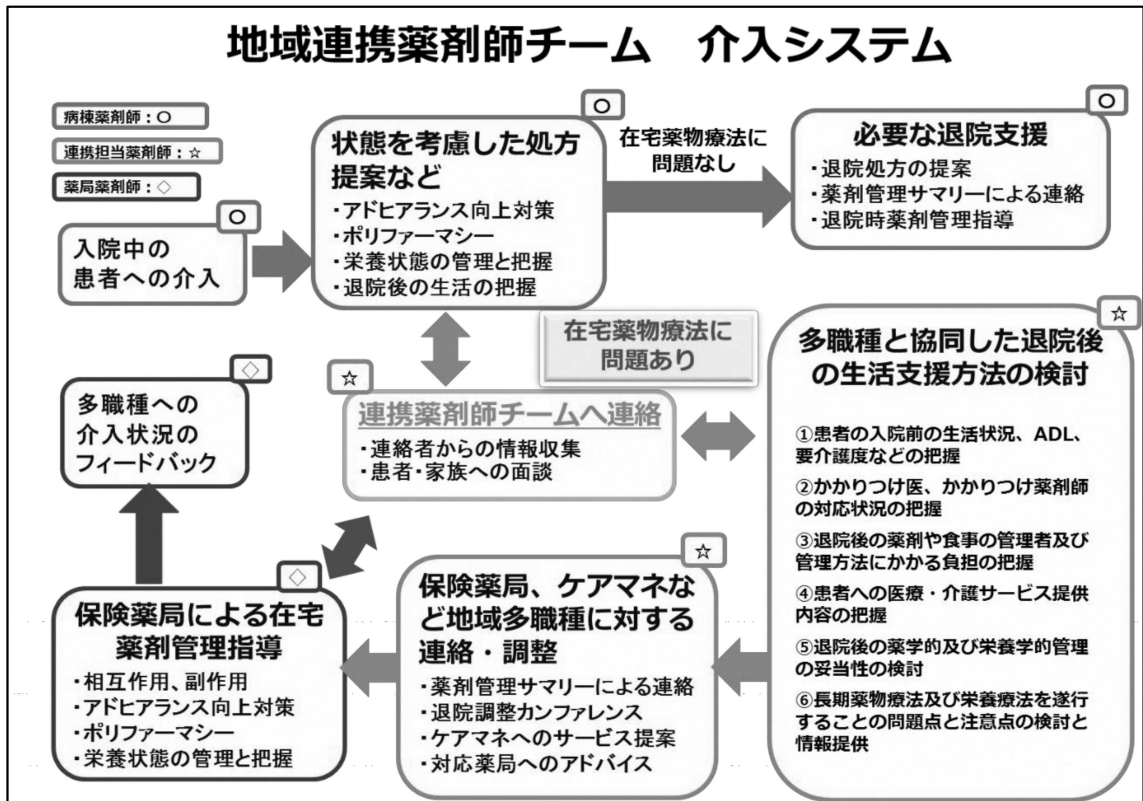 地域連携薬剤師チーム　介入システム
病棟薬剤師：○
連携担当薬剤師：☆
薬局薬剤師：◇
○
入院中の
患者への介入
○
状態を考慮した処方
提案など
・アドヒアランス向上対策
・ポリファーマシー
・栄養状態の管理と把握
・退院後の生活の把握
在宅薬物療法に
問題なし
○
必要な退院支援
・退院処方の提案
・薬剤管理サマリーによる連絡
・退院時薬剤管理指導
在宅薬物療法に
問題あり
☆
連携薬剤師チームへ連絡
・連絡者からの情報収集
・患者・家族への面談
☆
多職種と協同した退院後
の生活支援方法の検討
①患者の入院前の生活状況、ADL、
要介護度などの把握
②かかりつけ医、かかりつけ薬剤師
の対応状況の把握
③退院後の薬剤や食事の管理者及び
管理方法にかかる負担の把握
④患者への医療・介護サービス提供
内容の把握
⑤退院後の薬学的及び栄養学的管理
の妥当性の検討
⑥長期薬物療法及び栄養療法を遂行
することの問題点と注意点の検討と
情報提供
☆
保険薬局、ケアマネな
ど地域多職種に対する
連絡・調整
・薬剤管理サマリーによる連絡
・退院調整カンファレンス
・ケアマネへのサービス提案
・対応薬局へのアドバイス
◇
保険薬局による在宅
薬剤管理指導
・相互作用、副作用
・アドヒアランス向上対策
・ポリファーマシー
・栄養状態の管理と把握
◇
多職種への
介入状況の
フィードバック